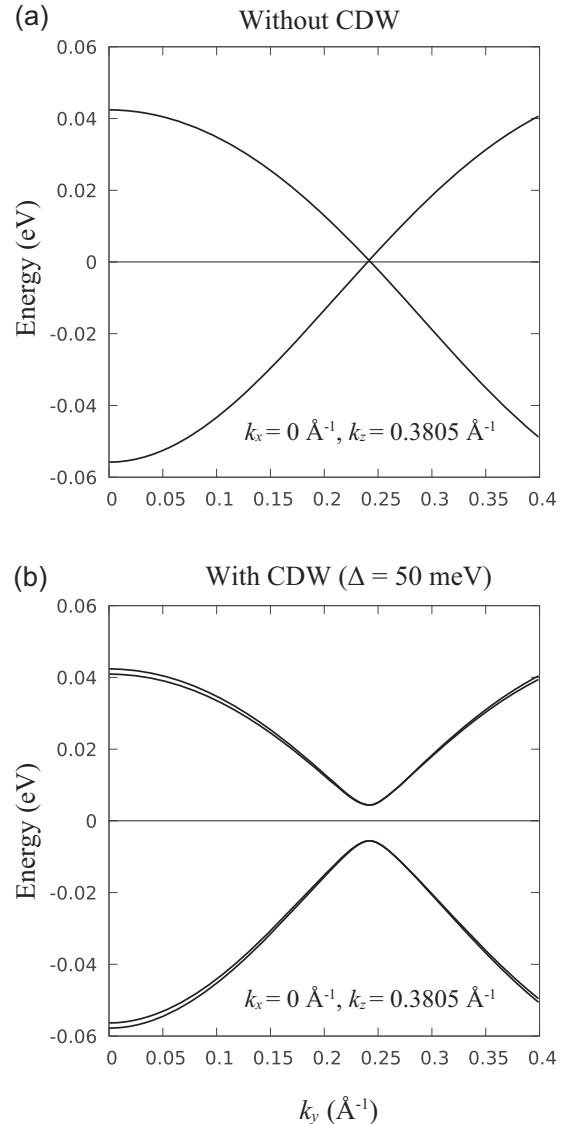 (a) Without CDW
0.06
0.04
0.02
0
-0.02
-0.04
-0.06
Energy (eV)
kx = 0 Å-1, kz = 0.3805 Å-1
0 0.05 0.1 0.15 0.2 0.25 0.3 0.35 0.4
(b) With CDW (Δ = 50 meV)
0.06
0.04
0.02
0
-0.02
-0.04
-0.06
Energy (eV)
kx = 0 Å-1, kz = 0.3805 Å-1
0 0.05 0.1 0.15 0.2 0.25 0.3 0.35 0.4
ky (Å-1)